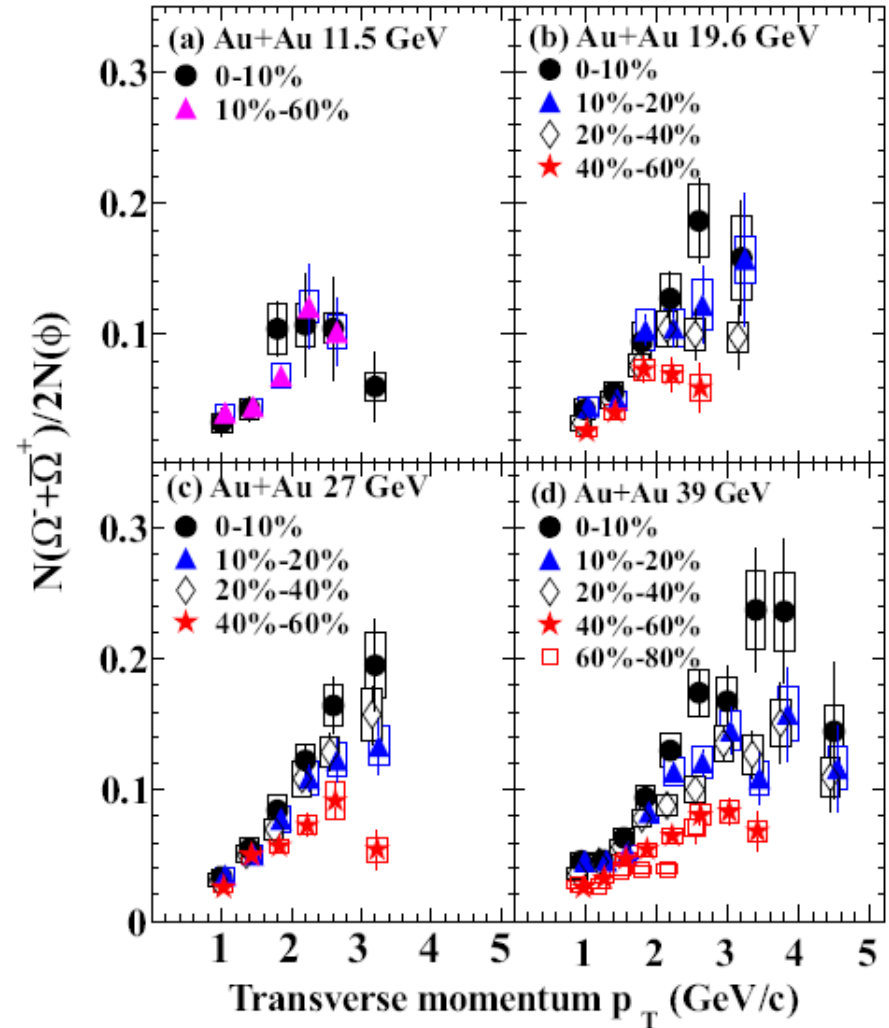 (a) Au+Au 11.5 GeV
0-10%
10%-60%
(b) Au+Au 19.6 GeV
0-10%
10%-20%
20%-40%
40%-60%
(c) Au+Au 27 GeV
0-10%
10%-20%
20%-40%
40%-60%
(d) Au+Au 39 GeV
0-10%
10%-20%
20%-40%
40%-60%
60%-80%
0.3
0.2
0.1
0.3
0.2
0.1
0
N(Ω⁻+Ω̅⁺)/2N(ϕ)
1 2 3 4 5
1 2 3 4 5
Transverse momentum p_T (GeV/c)